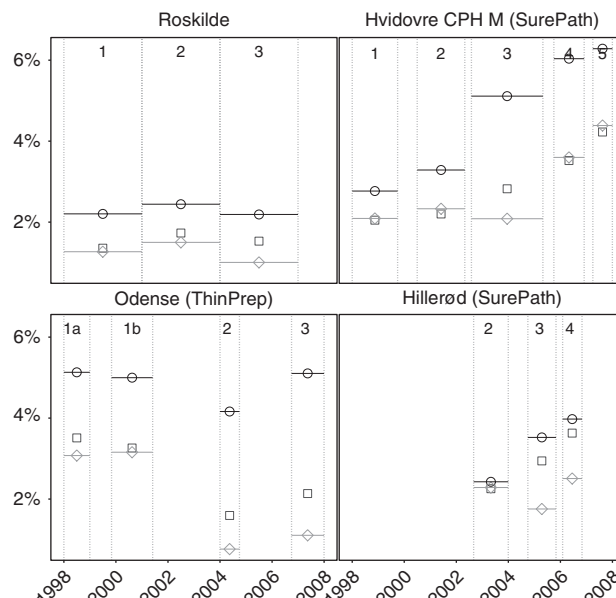 Roskilde
Hvidovre CPH M (SurePath)
1 2 3
1 2 3 4 5
6%
4%
2%
Odense (ThinPrep)
Hillerød (SurePath)
1a 1b 2 3
2 3 4
6%
4%
2%
1998 2000 2002 2004 2006 2008
1998 2000 2002 2004 2006 2008